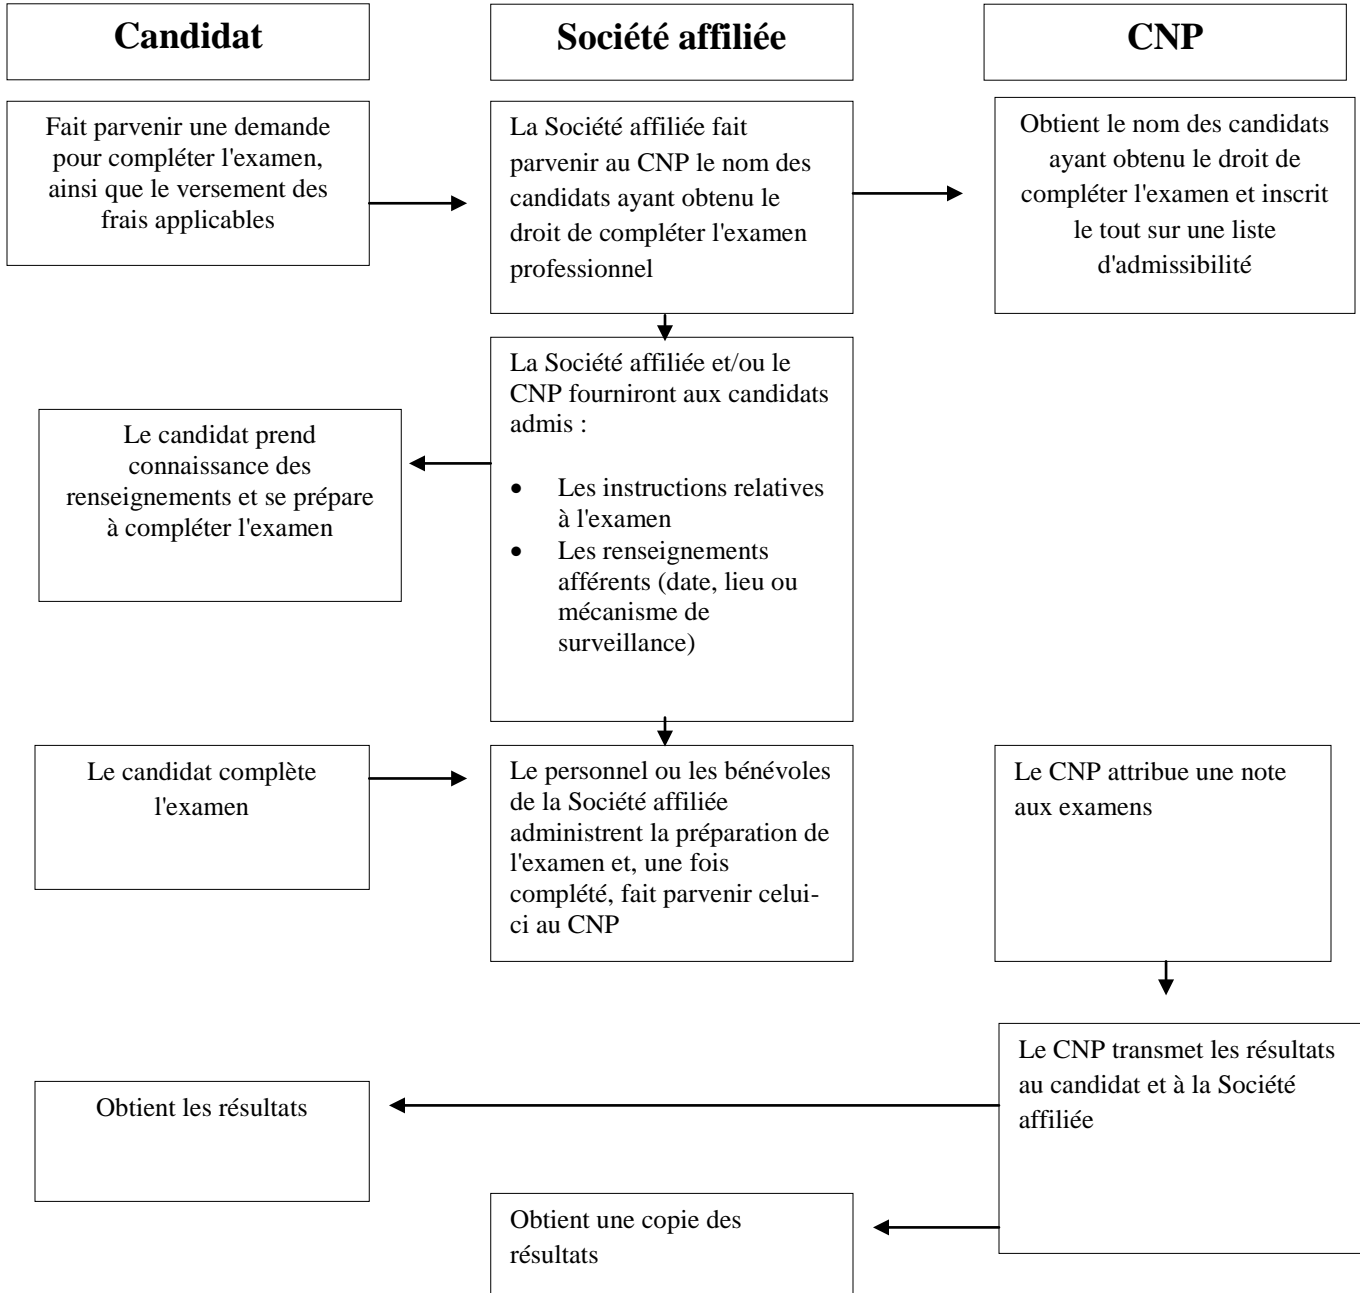 Candidat
Société affiliée
CNP
Fait parvenir une demande
pour compléter l'examen,
ainsi que le versement des
frais applicables
La Société affiliée fait
parvenir au CNP le nom des
candidats ayant obtenu le
droit de compléter l'examen
professionnel
Obtient le nom des candidats
ayant obtenu le droit de
compléter l'examen et inscrit
le tout sur une liste
d'admissibilité
La Société affiliée et/ou le
CNP fourniront aux candidats
admis :
• Les instructions relatives
à l'examen
• Les renseignements
afférents (date, lieu ou
mécanisme de
surveillance)
Le candidat prend
connaissance des
renseignements et se prépare
à compléter l'examen
Le candidat complète
l'examen
Le personnel ou les bénévoles
de la Société affiliée
administrent la préparation de
l'examen et, une fois
complété, fait parvenir celui-
ci au CNP
Le CNP attribue une note
aux examens
Le CNP transmet les résultats
au candidat et à la Société
affiliée
Obtient les résultats
Obtient une copie des
résultats